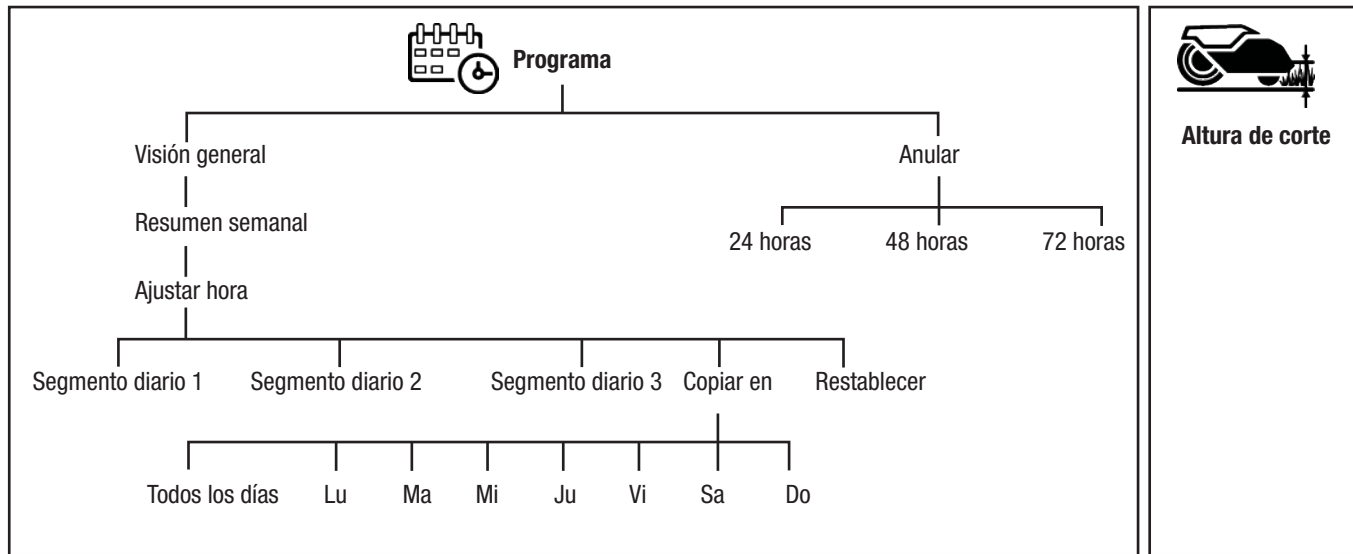 Programa
Altura de corte
Visión general
Anular
Resumen semanal
24 horas
48 horas
72 horas
Ajustar hora
Segmento diario 1
Segmento diario 2
Segmento diario 3
Copiar en
Restablecer
Todos los días
Lu
Ma
Mi
Ju
Vi
Sa
Do